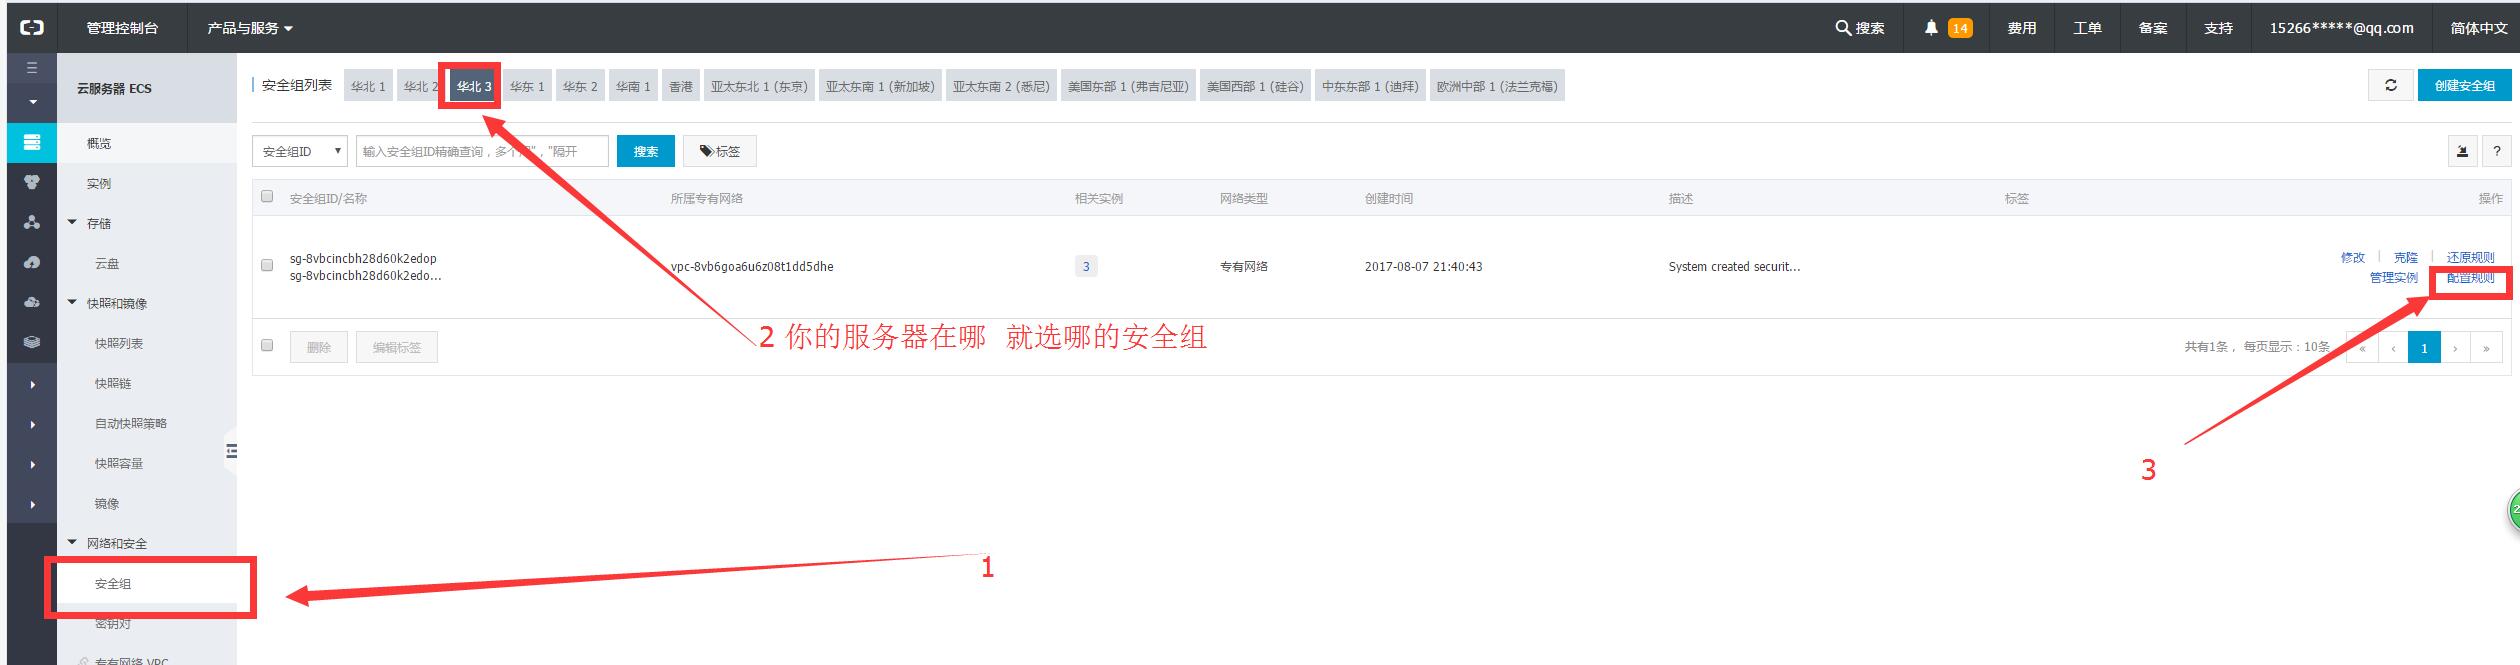 管理控制台
产品与服务
搜索
14
费用
工单
备案
支持
15266*****@qq.com
简体中文
云服务器 ECS
概览
实例
存储
云盘
快照和镜像
快照列表
快照链
自动快照策略
快照容量
镜像
网络和安全
安全组
密钥对
专有网络 VPC
安全组列表
华北 1
华北 2
华北 3
华东 1
华东 2
华南 1
香港
亚太东北 1 (东京)
亚太东南 1 (新加坡)
亚太东南 2 (悉尼)
美国东部 1 (弗吉尼亚)
美国西部 1 (硅谷)
中东东部 1 (迪拜)
欧洲中部 1 (法兰克福)
创建安全组
安全组ID
输入安全组ID精确查询，多个用“，”隔开
搜索
标签
?
安全组ID/名称
所属专有网络
相关实例
网络类型
创建时间
描述
标签
操作
sg-8vbcincbh28d60k2edop
sg-8vbcincbh28d60k2edo...
vpc-8vb6goa6u6z08t1dd5dhe
3
专有网络
2017-08-07 21:40:43
System created securit...
修改
克隆
还原规则
管理实例
配置规则
删除
编辑标签
共有1条，每页显示：10条
«
‹
1
›
»
2 你的服务器在哪 就选哪的安全组
3
1